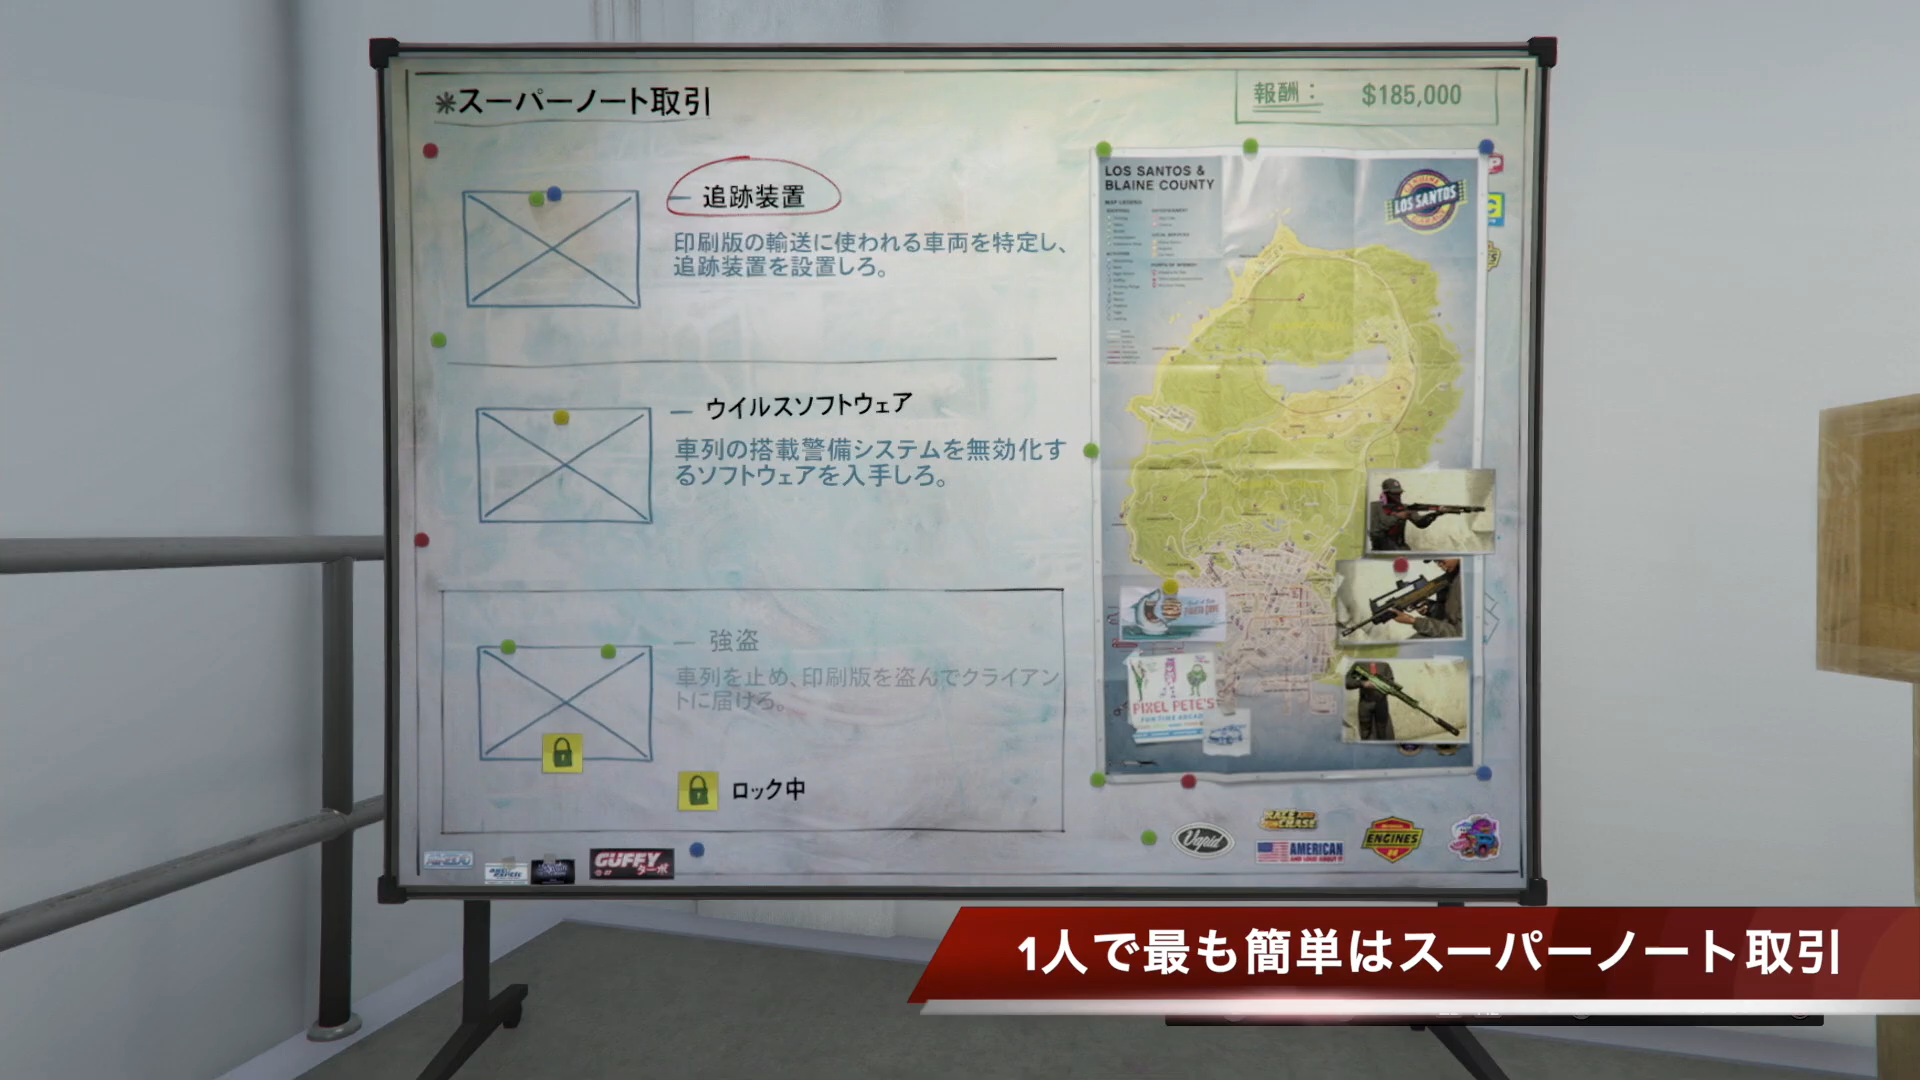 ＊スーパーノート取引
報酬： $185,000
追跡装置
印刷版の輸送に使われる車両を特定し、
追跡装置を設置しろ。
ウイルスソフトウェア
車列の搭載警備システムを無効化す
るソフトウェアを入手しろ。
強盗
車列を止め、印刷版を盗んでクライアン
トに届けろ。
ロック中
LOS SANTOS &
BLAINE COUNTY
MAP LEGEND
LOS SANTOS
PIXEL PETE'S
GUFFY
ターボ
Vapid
AMERICAN
ENGINES
1人で最も簡単はスーパーノート取引